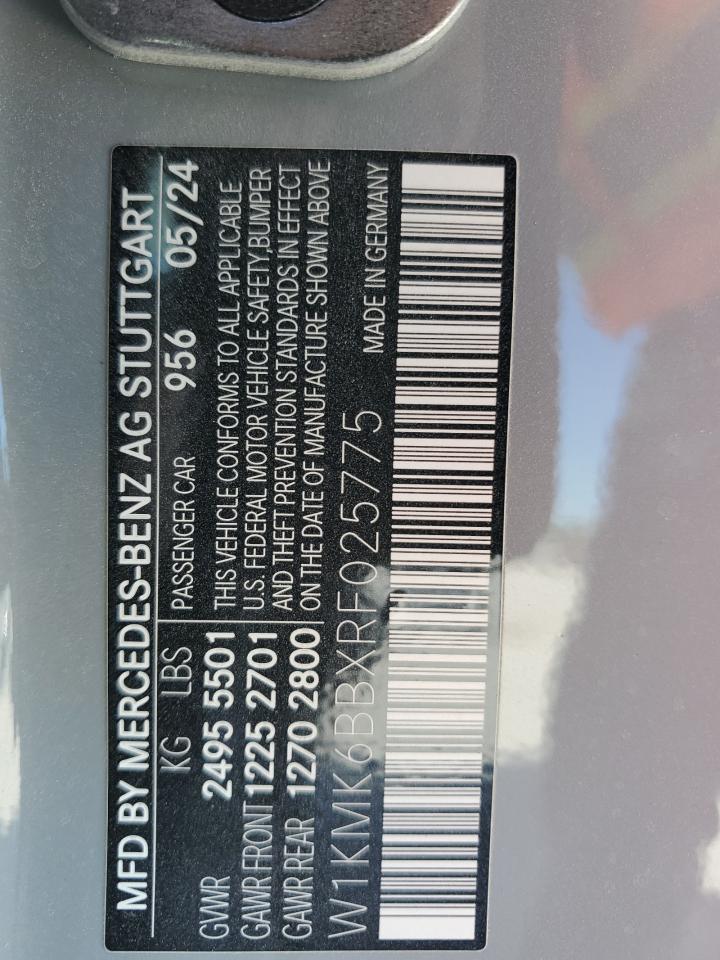 MFD BY MERCEDES-BENZ AG STUTTGART
KG LBS
PASSENGER CAR 956 05/24
GVWR 2495 5501
GAWR FRONT 1225 2701
GAWR REAR 1270 2800
THIS VEHICLE CONFORMS TO ALL APPLICABLE
U.S. FEDERAL MOTOR VEHICLE SAFETY,BUMPER
AND THEFT PREVENTION STANDARDS IN EFFECT
ON THE DATE OF MANUFACTURE SHOWN ABOVE
W1KMK6BBXRF025775
MADE IN GERMANY